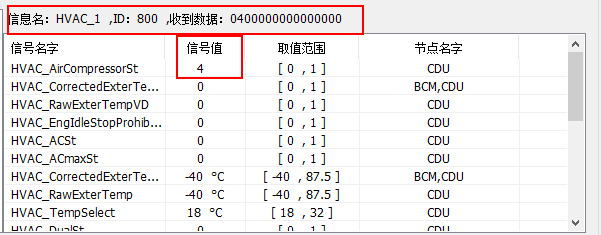 信息名：HVAC_1 ,ID：800 ,收到数据：0400000000000000
信号名字 信号值 取值范围 节点名字
HVAC_AirCompressorSt 4 [ 0 , 1 ] CDU
HVAC_CorrectedExterTe... 0 [ 0 , 1 ] BCM,CDU
HVAC_RawExterTempVD 0 [ 0 , 1 ] CDU
HVAC_EngIdleStopProhib... 0 [ 0 , 1 ] CDU
HVAC_ACSt 0 [ 0 , 1 ] CDU
HVAC_ACmaxSt 0 [ 0 , 1 ] CDU
HVAC_CorrectedExterTe... -40 °C [ -40 , 87.5 ] BCM,CDU
HVAC_RawExterTemp -40 °C [ -40 , 87.5 ] CDU
HVAC_TempSelect 18 °C [ 18 , 32 ] CDU
HVAC_DualSt 0 [ 0 , 1 ] CDU